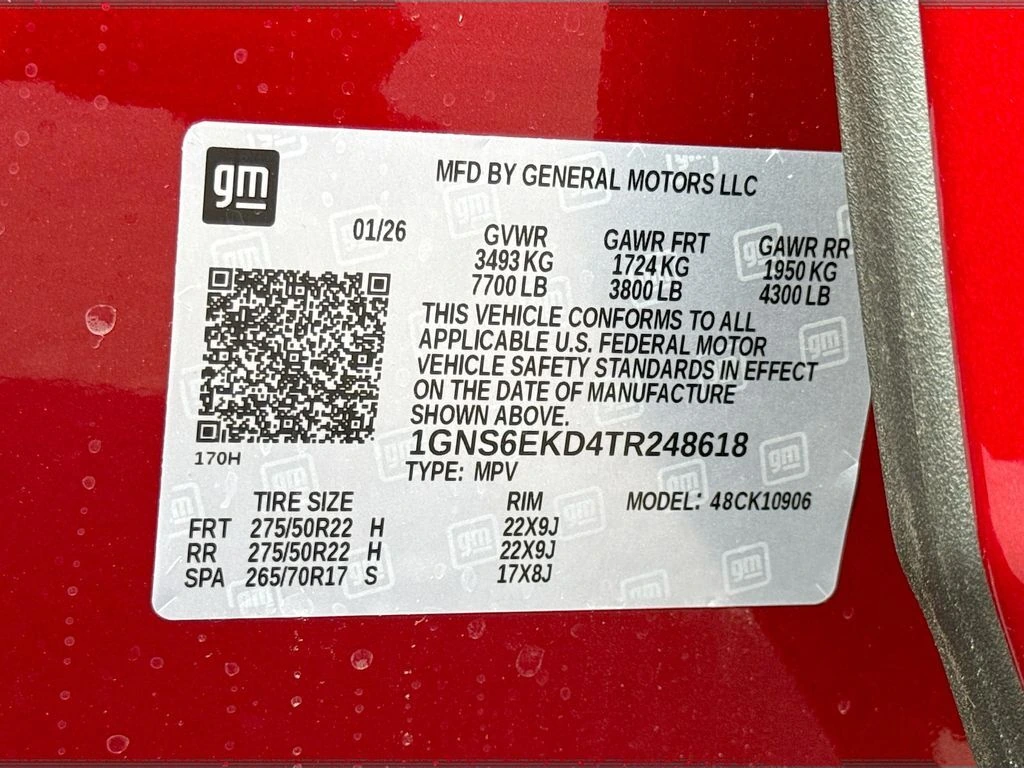 gm
MFD BY GENERAL MOTORS LLC
01/26
GVWR GAWR FRT GAWR RR
3493 KG 1724 KG 1950 KG
7700 LB 3800 LB 4300 LB
THIS VEHICLE CONFORMS TO ALL
APPLICABLE U.S. FEDERAL MOTOR
VEHICLE SAFETY STANDARDS IN EFFECT
ON THE DATE OF MANUFACTURE
SHOWN ABOVE.
170H
1GNS6EKD4TR248618
TYPE: MPV
TIRE SIZE RIM MODEL: 48CK10906
FRT 275/50R22 H 22X9J
RR 275/50R22 H 22X9J
SPA 265/70R17 S 17X8J